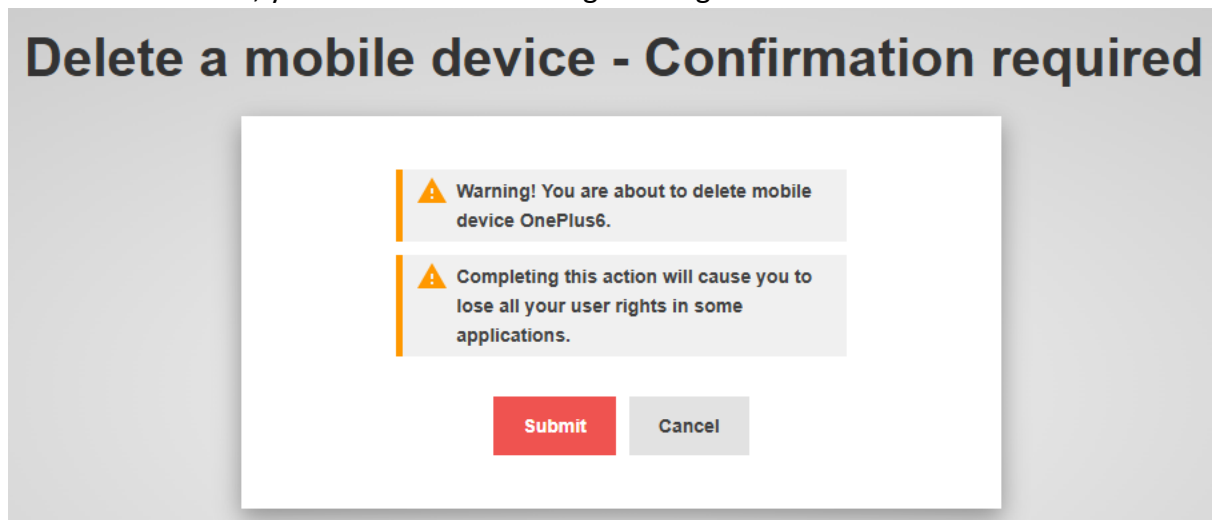 Delete a mobile device - Confirmation required
Warning! You are about to delete mobile
device OnePlus6.
Completing this action will cause you to
lose all your user rights in some
applications.
Submit
Cancel